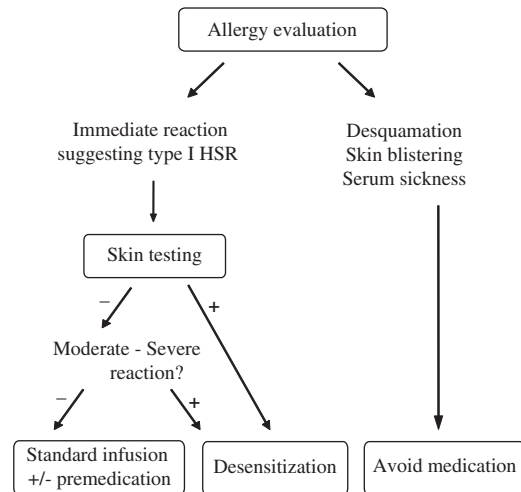 Allergy evaluation
Immediate reaction
suggesting type I HSR
Desquamation
Skin blistering
Serum sickness
Skin testing
–
+
Moderate - Severe
reaction?
–
+
Standard infusion
+/- premedication
Desensitization
Avoid medication